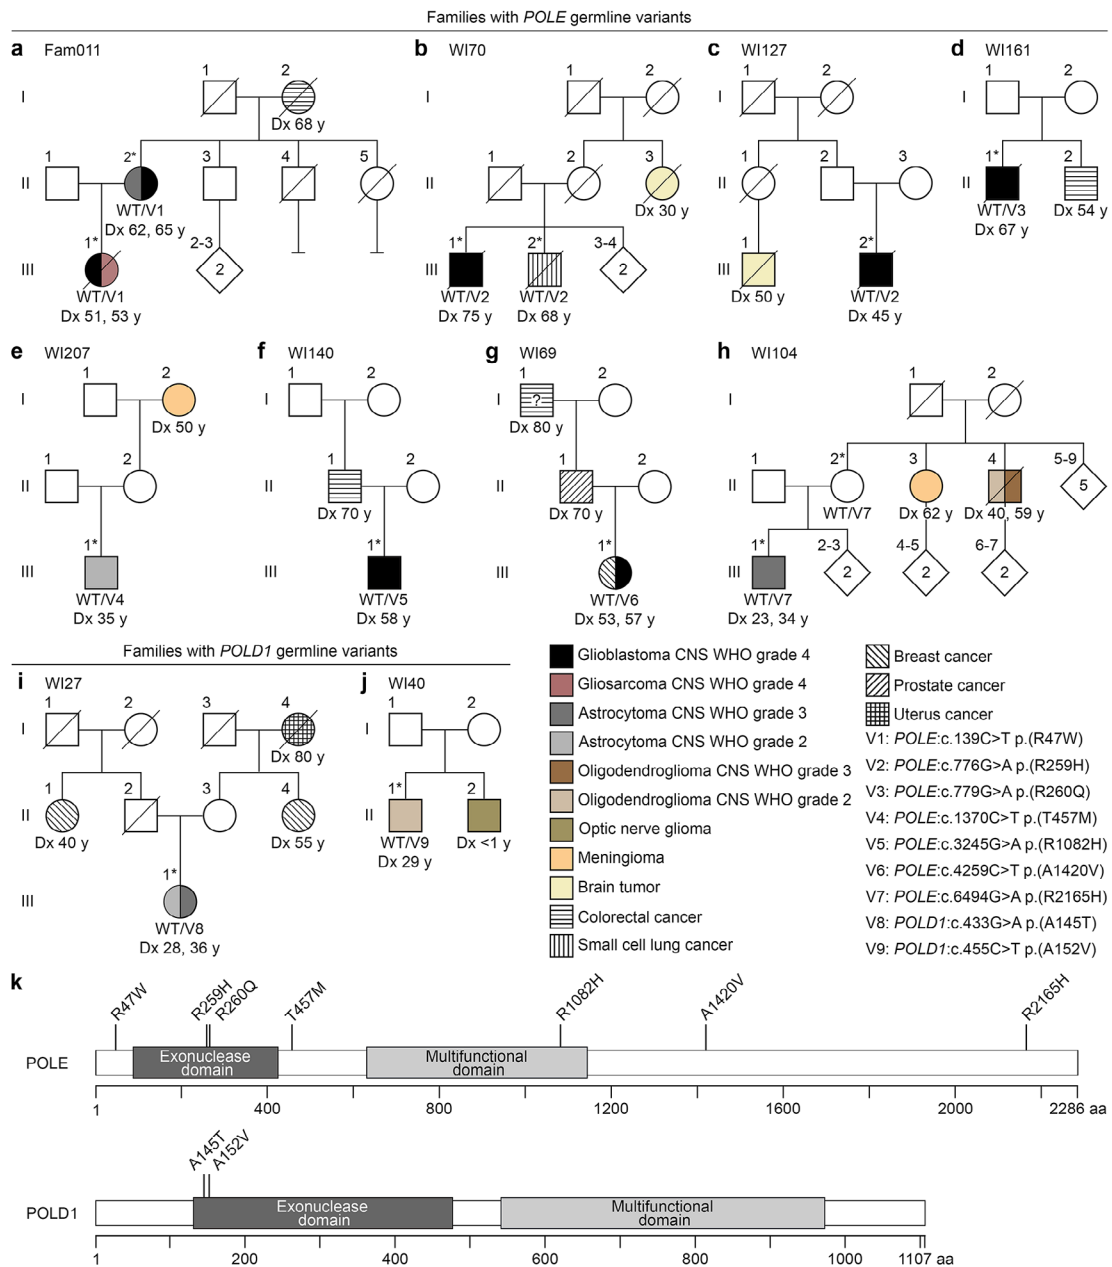 Families with POLE germline variants
a Fam011
b WI70
c WI127
d WI161
1 2 1 2 1 2 1 2
I I I I
Dx 68 y
1 2* 3 4 5
II
WT/V1
Dx 62, 65 y
1* 2-3
III
2
WT/V1
Dx 51, 53 y
1 2 3
II
Dx 30 y
1* 2* 3-4
III
2
WT/V2 WT/V2
Dx 75 y Dx 68 y
1 2 3
II
1 2*
III
Dx 50 y
WT/V2
Dx 45 y
1* 2
II
WT/V3 Dx 54 y
Dx 67 y
e WI207
f WI140
g WI69
h WI104
1 2
I
Dx 50 y
1 2
II
1*
III
WT/V4
Dx 35 y
1 2
I
1 2
II
Dx 70 y
1*
III
WT/V5
Dx 58 y
1 2
I
?
Dx 80 y
1 2
II
Dx 70 y
1*
III
WT/V6
Dx 53, 57 y
1 2
I
1 2* 3 4 5-9
II
5
WT/V7 Dx 62 y Dx 40, 59 y
1* 2-3 4-5 6-7
III
2 2 2
WT/V7
Dx 23, 34 y
Families with POLD1 germline variants
i WI27
j WI40
1 2 3 4
I
Dx 80 y
1 2 3 4
II
Dx 40 y Dx 55 y
1*
III
WT/V8
Dx 28, 36 y
1 2
I
1* 2
II
WT/V9 Dx <1 y
Dx 29 y
Glioblastoma CNS WHO grade 4
Gliosarcoma CNS WHO grade 4
Astrocytoma CNS WHO grade 3
Astrocytoma CNS WHO grade 2
Oligodendroglioma CNS WHO grade 3
Oligodendroglioma CNS WHO grade 2
Optic nerve glioma
Meningioma
Brain tumor
Colorectal cancer
Small cell lung cancer
Breast cancer
Prostate cancer
Uterus cancer
V1: POLE:c.139C>T p.(R47W)
V2: POLE:c.776G>A p.(R259H)
V3: POLE:c.779G>A p.(R260Q)
V4: POLE:c.1370C>T p.(T457M)
V5: POLE:c.3245G>A p.(R1082H)
V6: POLE:c.4259C>T p.(A1420V)
V7: POLE:c.6494G>A p.(R2165H)
V8: POLD1:c.433G>A p.(A145T)
V9: POLD1:c.455C>T p.(A152V)
k
R47W R259H R260Q T457M R1082H A1420V R2165H
POLE
Exonuclease
domain
Multifunctional
domain
1 400 800 1200 1600 2000 2286 aa
A145T A152V
POLD1
Exonuclease
domain
Multifunctional
domain
1 200 400 600 800 1000 1107 aa